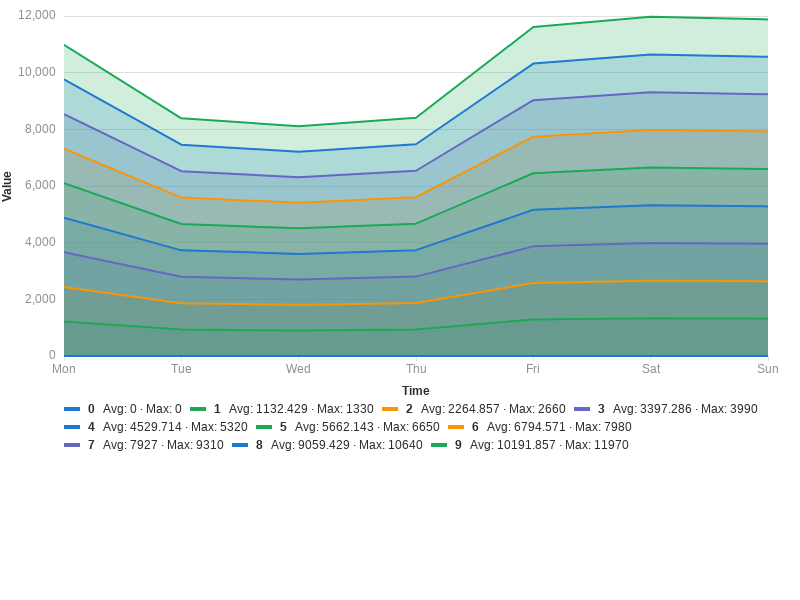 12,000
10,000
8,000
6,000
4,000
2,000
0
Value
Mon Tue Wed Thu Fri Sat Sun
Time
0 Avg: 0 · Max: 0 1 Avg: 1132.429 · Max: 1330 2 Avg: 2264.857 · Max: 2660 3 Avg: 3397.286 · Max: 3990
4 Avg: 4529.714 · Max: 5320 5 Avg: 5662.143 · Max: 6650 6 Avg: 6794.571 · Max: 7980
7 Avg: 7927 · Max: 9310 8 Avg: 9059.429 · Max: 10640 9 Avg: 10191.857 · Max: 11970